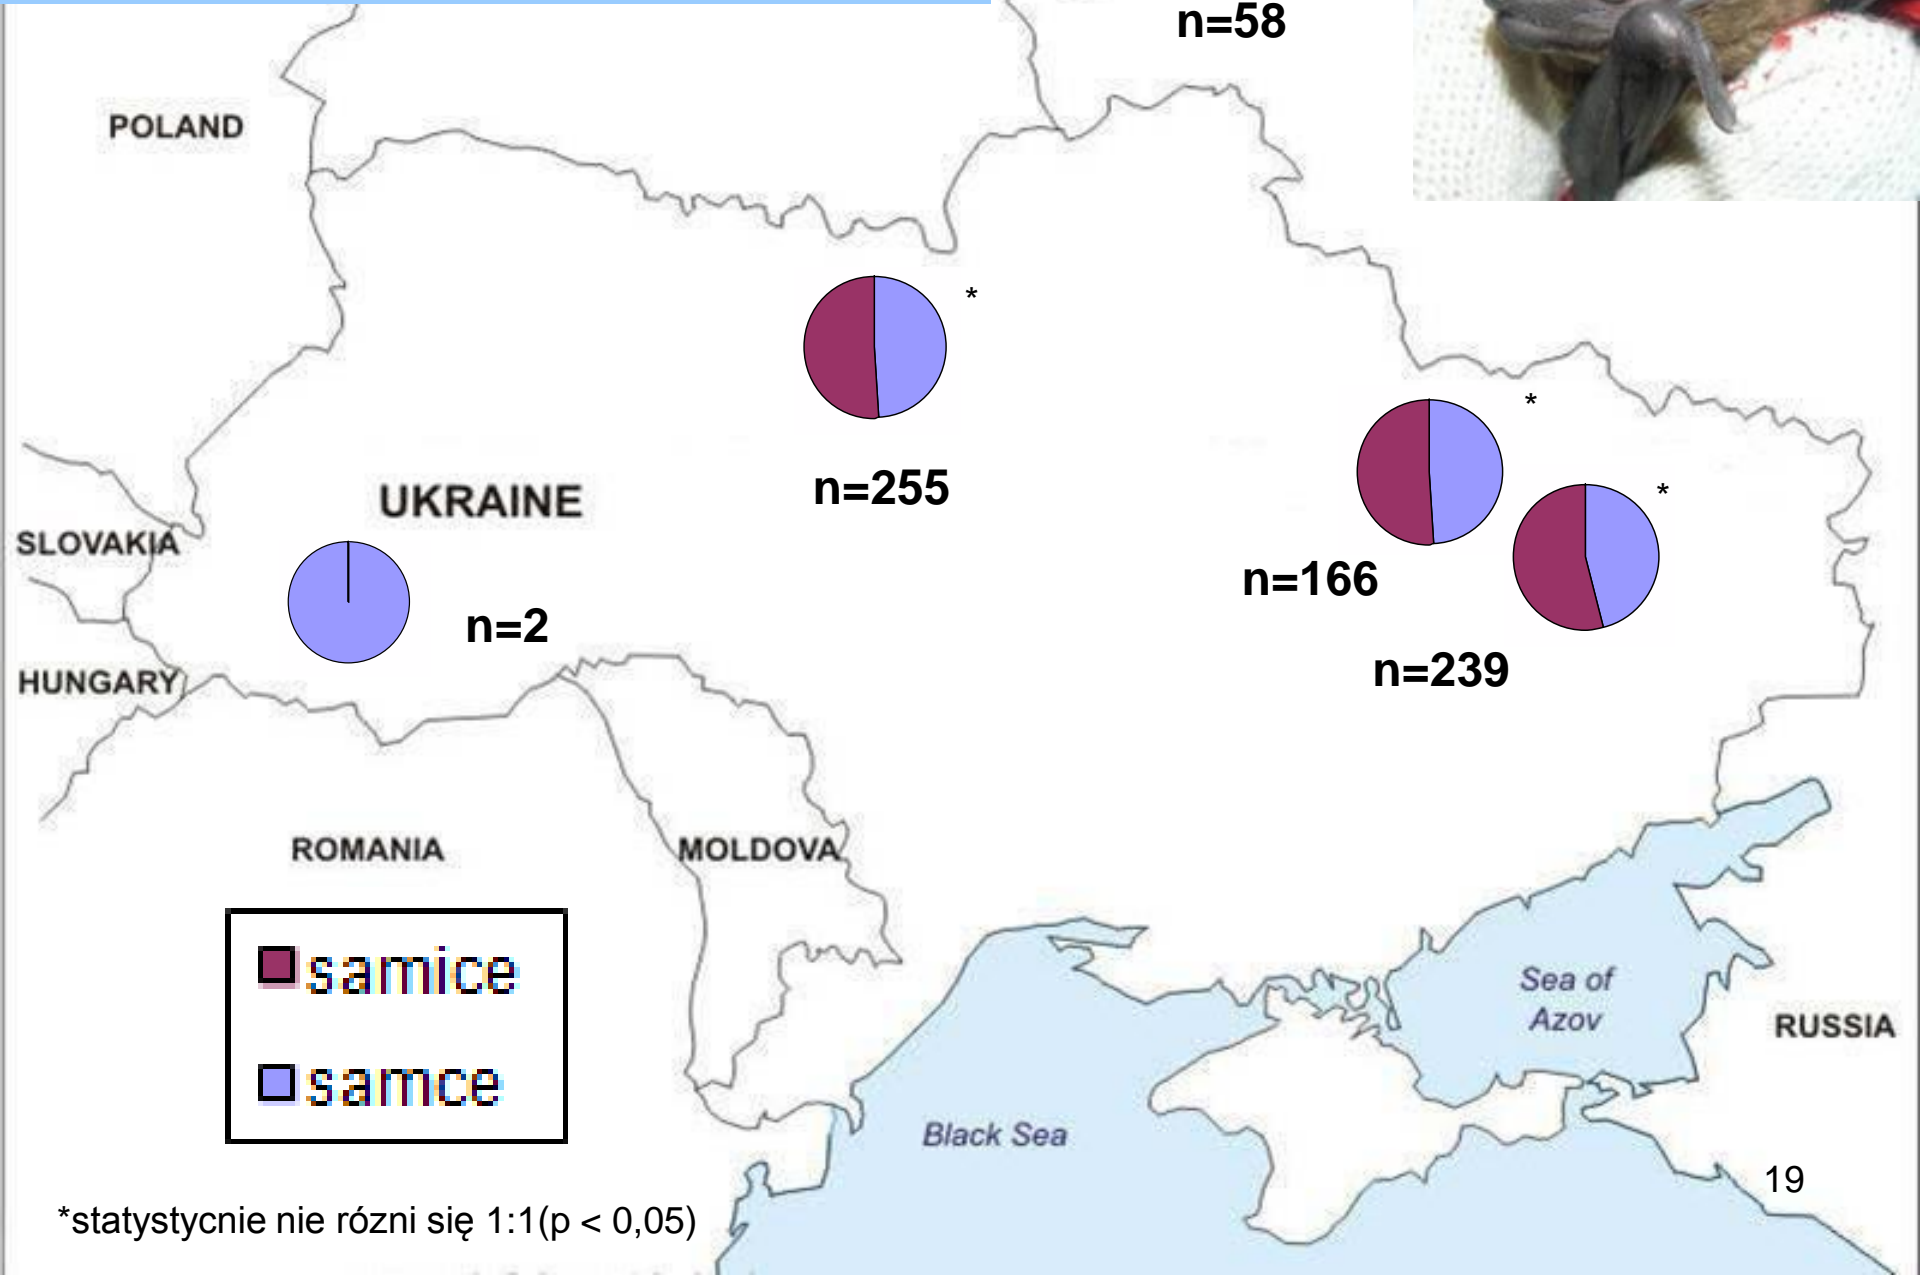 n=58
POLAND
*
n=255
*
*
UKRAINE
SLOVAKIA
n=166
n=2
n=239
HUNGARY
ROMANIA
MOLDOVA
samice
samce
Sea of
Azov
RUSSIA
Black Sea
19
*statystycnie nie rózni się 1:1(p < 0,05)